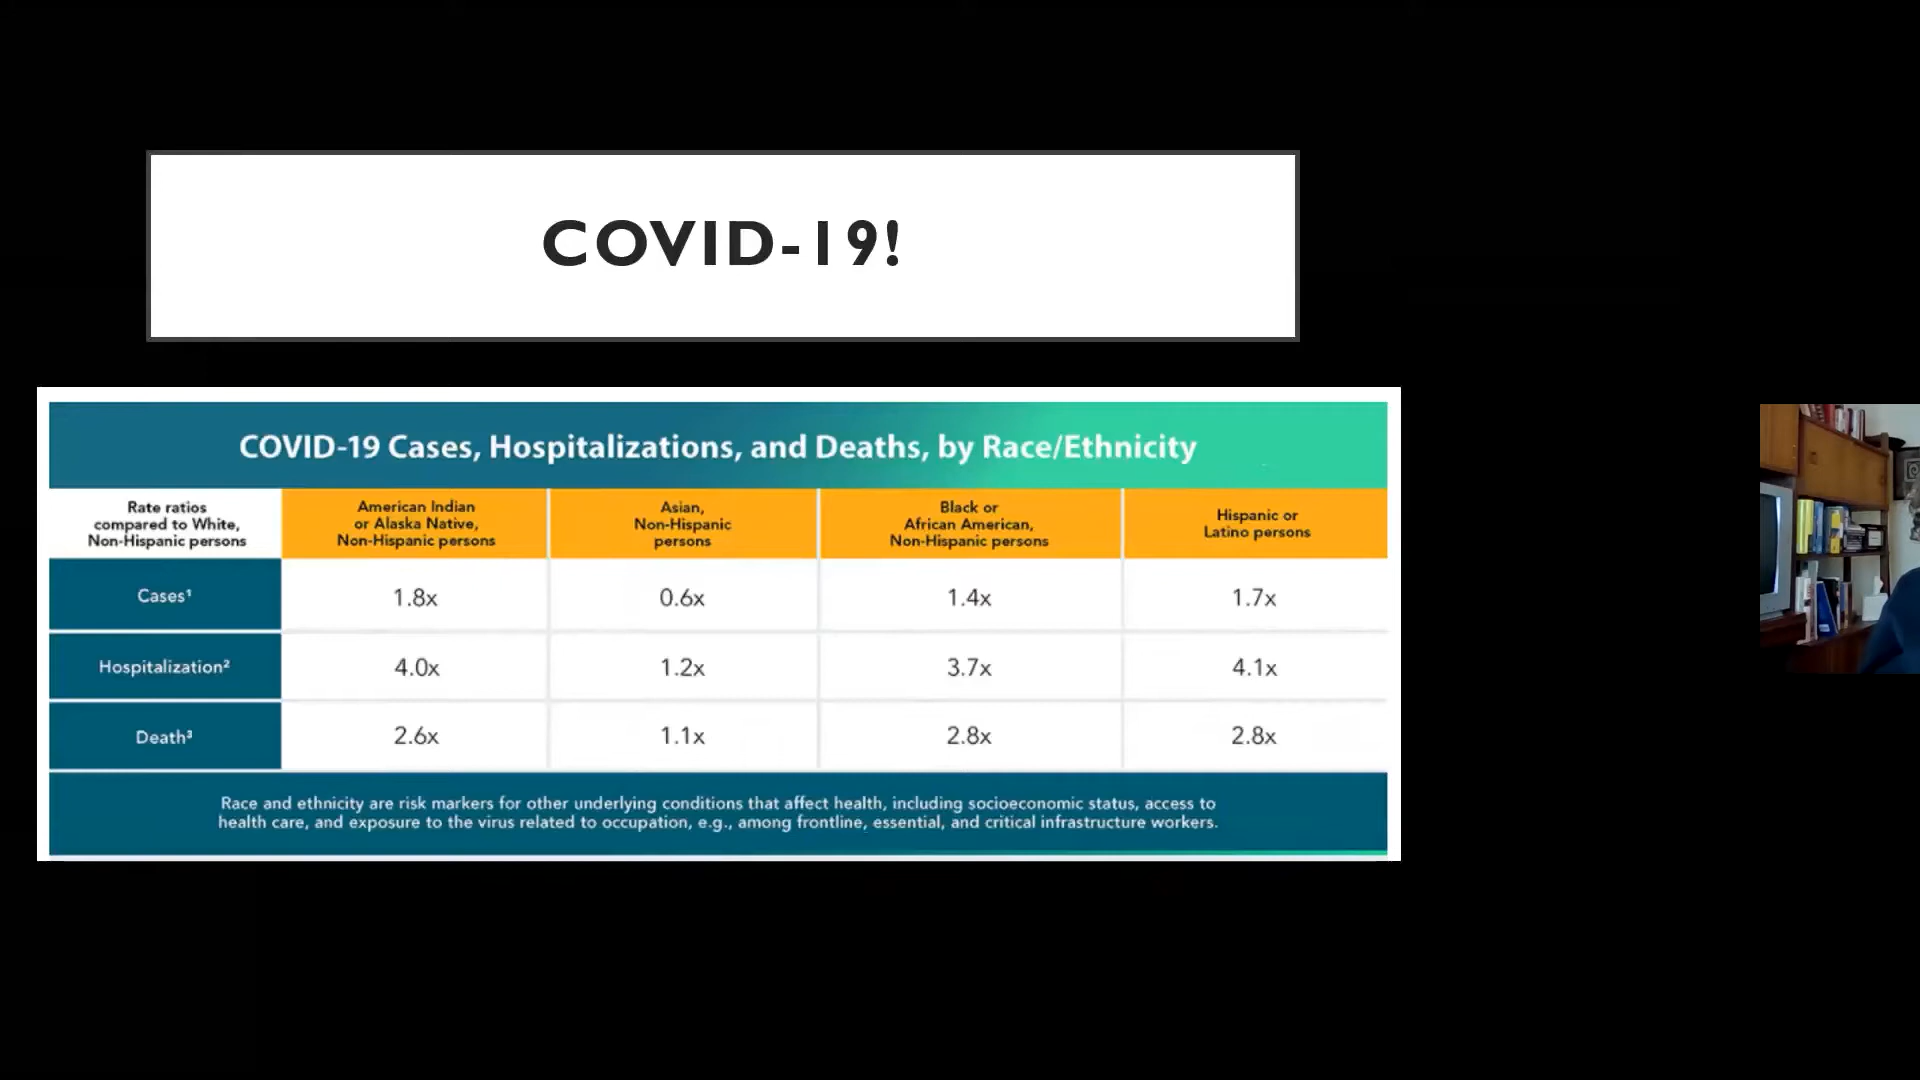 COVID-19!
COVID-19 Cases, Hospitalizations, and Deaths, by Race/Ethnicity
Rate ratios
compared to White,
Non-Hispanic persons
American Indian
or Alaska Native,
Non-Hispanic persons
Asian,
Non-Hispanic
persons
Black or
African American,
Non-Hispanic persons
Hispanic or
Latino persons
Cases¹ 1.8x 0.6x 1.4x 1.7x
Hospitalization² 4.0x 1.2x 3.7x 4.1x
Death³ 2.6x 1.1x 2.8x 2.8x
Race and ethnicity are risk markers for other underlying conditions that affect health, including socioeconomic status, access to
health care, and exposure to the virus related to occupation, e.g., among frontline, essential, and critical infrastructure workers.